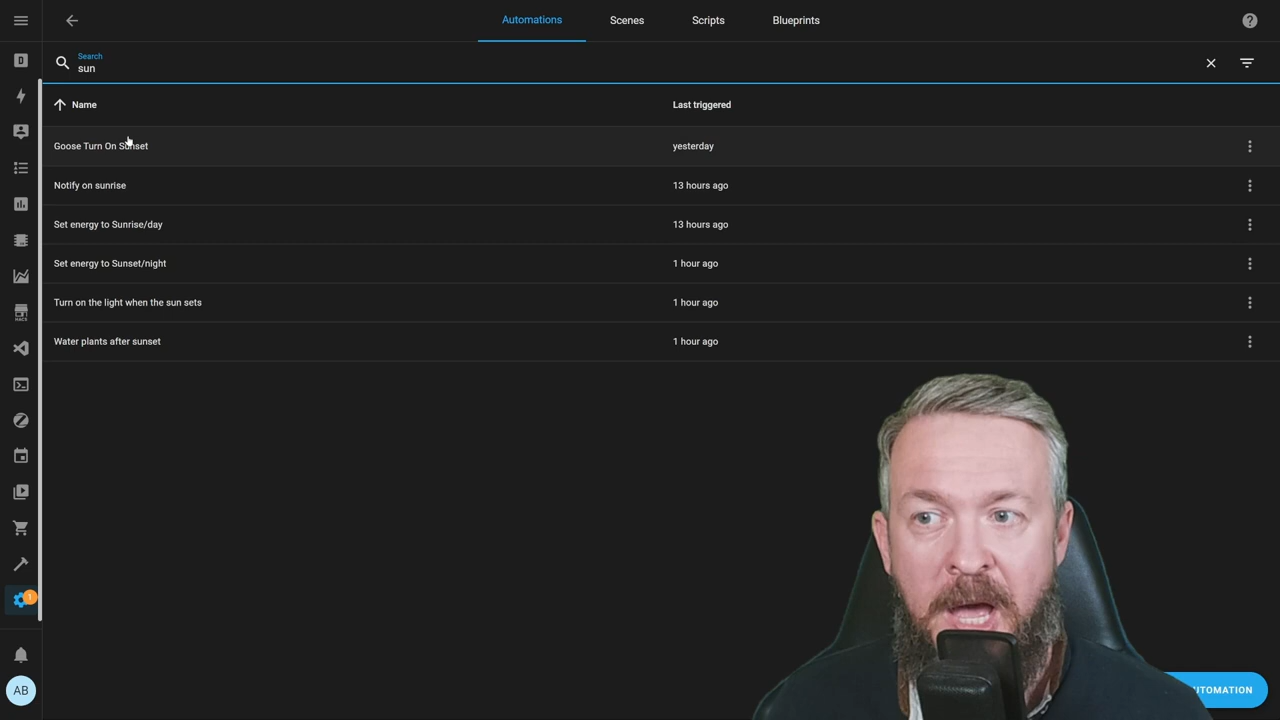 Automations
Scenes
Scripts
Blueprints
Search
sun
Name
Last triggered
Goose Turn On Sunset
yesterday
Notify on sunrise
13 hours ago
Set energy to Sunrise/day
13 hours ago
Set energy to Sunset/night
1 hour ago
Turn on the light when the sun sets
1 hour ago
Water plants after sunset
1 hour ago
D
HACS
1
AB
UTOMATION